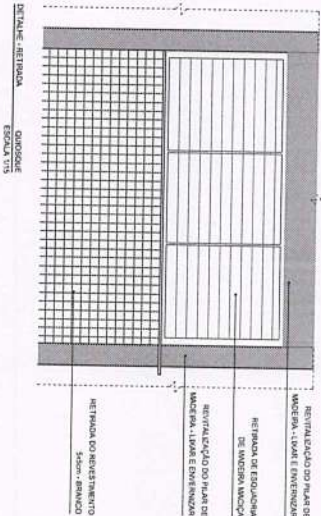 REVITALIZAÇÃO DO PILAR DE
MADEIRA - LIXAR E ENVERNIZAR
RETIRADA DE ESQUADRIA
DE MADEIRA MACIÇA
REVITALIZAÇÃO DO PILAR DE
MADEIRA - LIXAR E ENVERNIZAR
RETIRADA DO REVESTIMENTO
5x5cm - BRANCO
DETALHE - RETIRADA QUIOSQUE
ESCALA 1/15